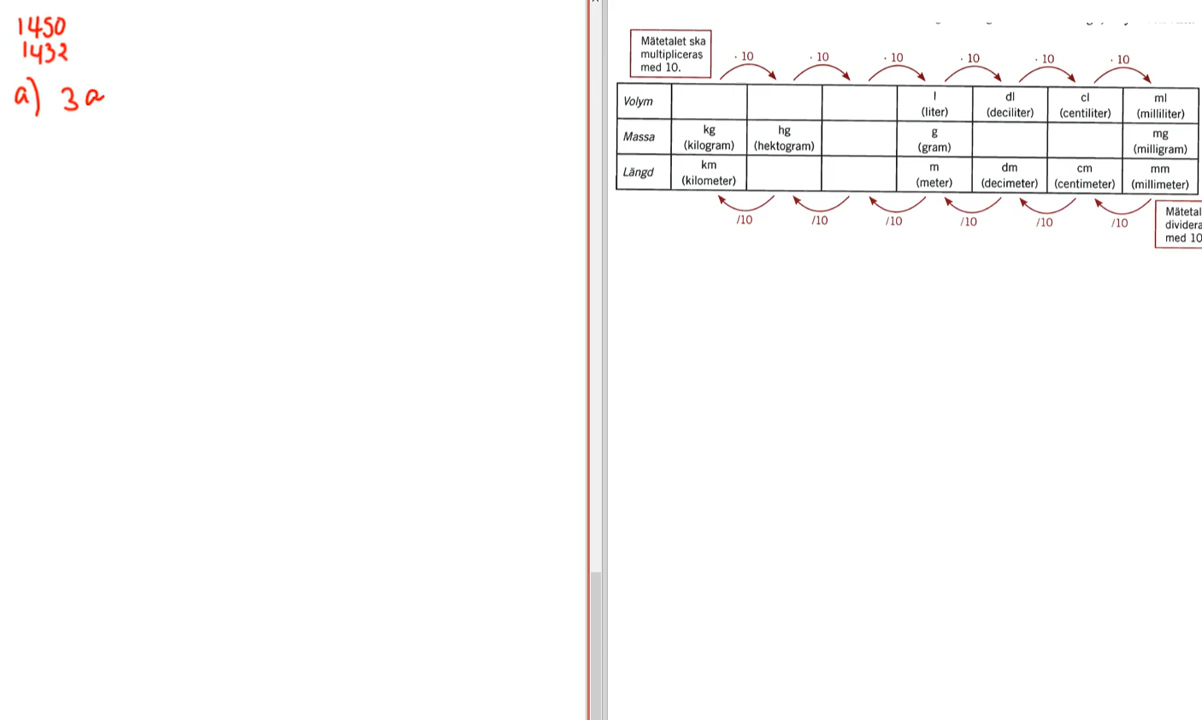 1450
1432
a) 3a
Mätetalet ska
multipliceras
med 10.
· 10 · 10 · 10 · 10 · 10 · 10
Volym l (liter) dl (deciliter) cl (centiliter) ml (milliliter)
Massa kg (kilogram) hg (hektogram) g (gram) mg (milligram)
Längd km (kilometer) m (meter) dm (decimeter) cm (centimeter) mm (millimeter)
/10 /10 /10 /10 /10 /10
Mätetal
dividera
med 10